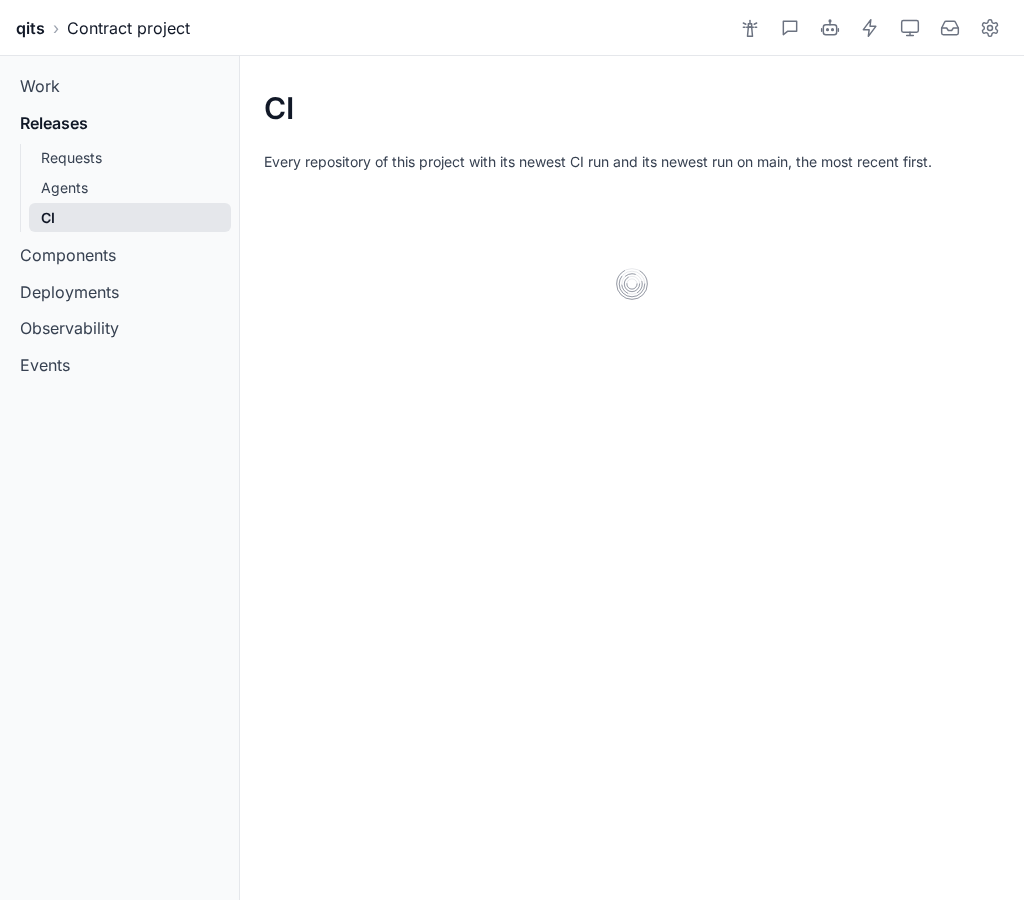 qits › Contract project
Work
Releases
Requests
Agents
CI
Components
Deployments
Observability
Events
CI
Every repository of this project with its newest CI run and its newest run on main, the most recent first.